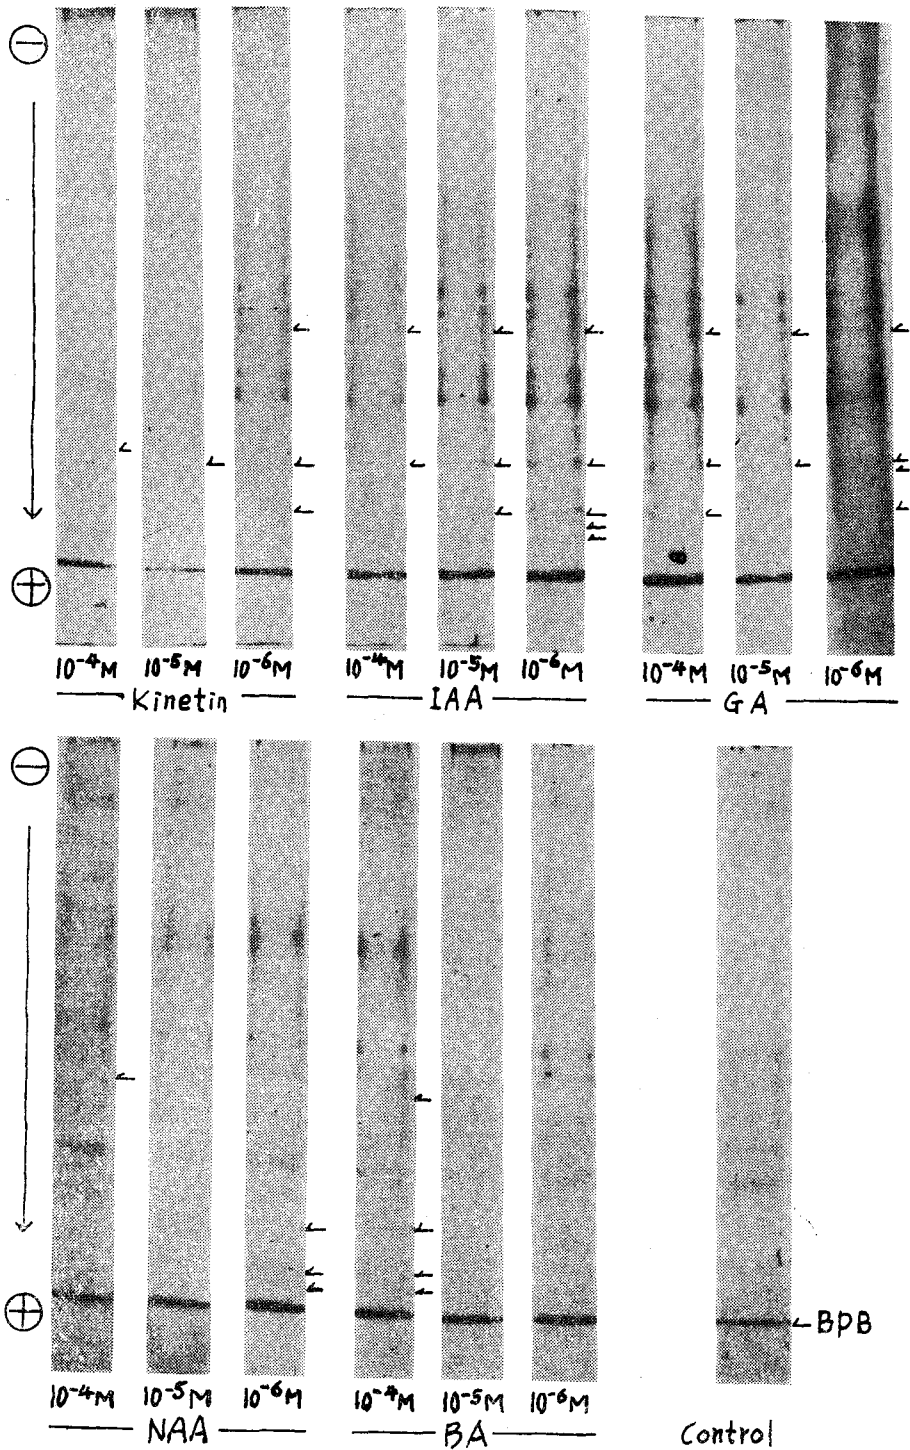 ⊖
⊕
10⁻⁴M 10⁻⁵M 10⁻⁶M 10⁻⁴M 10⁻⁵M 10⁻⁶M 10⁻⁴M 10⁻⁵M 10⁻⁶M
Kinetin IAA GA
⊖
⊕
BPB
10⁻⁴M 10⁻⁵M 10⁻⁶M 10⁻⁴M 10⁻⁵M 10⁻⁶M
NAA BA Control